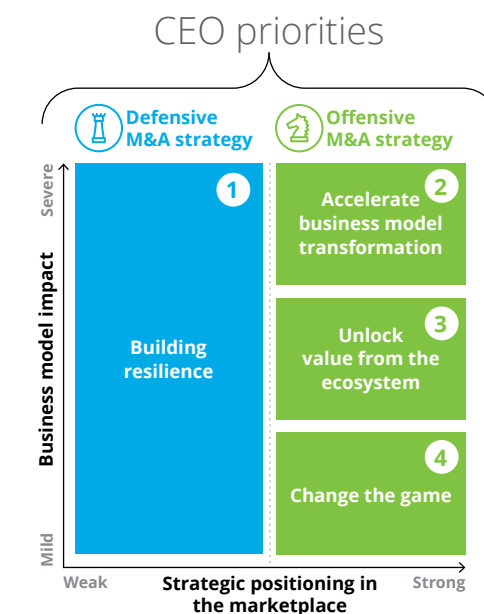 CEO priorities
Defensive
M&A strategy
Offensive
M&A strategy
Severe
Business model impact
Mild
1
Building
resilience
2
Accelerate
business model
transformation
3
Unlock
value from the
ecosystem
4
Change the game
Weak
Strategic positioning in
the marketplace
Strong